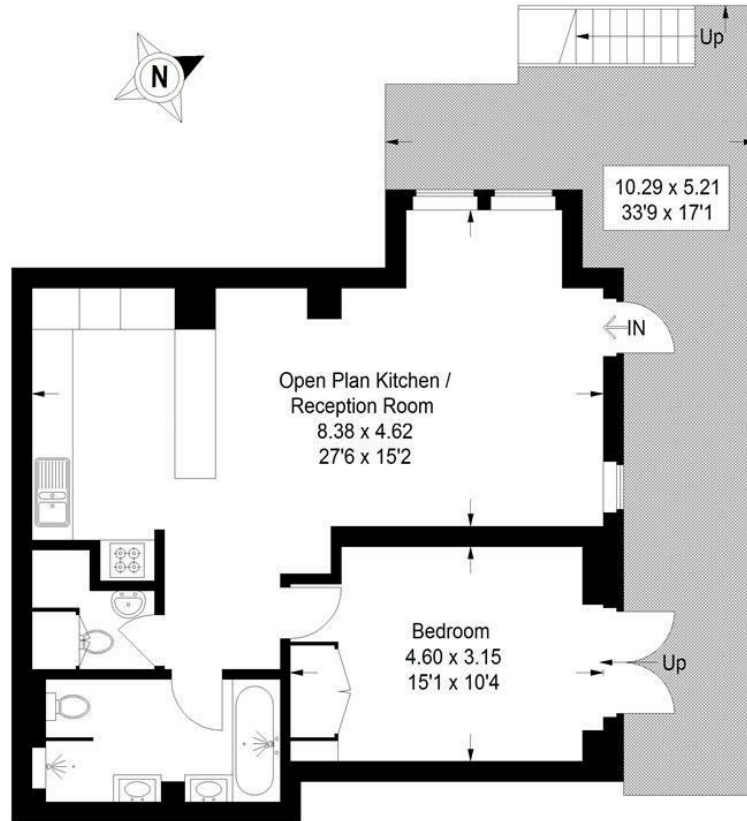 Up
N
10.29 x 5.21
33'9 x 17'1
IN
Open Plan Kitchen /
Reception Room
8.38 x 4.62
27'6 x 15'2
Bedroom
4.60 x 3.15
15'1 x 10'4
Up